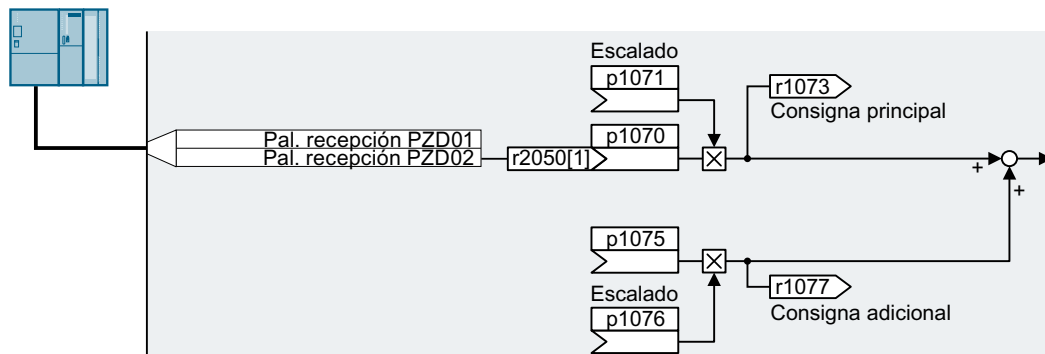 Escalado
p1071
r1073
Consigna principal
Pal. recepción PZD01
Pal. recepción PZD02
r2050[1]
p1070
+
+
p1075
r1077
Consigna adicional
Escalado
p1076